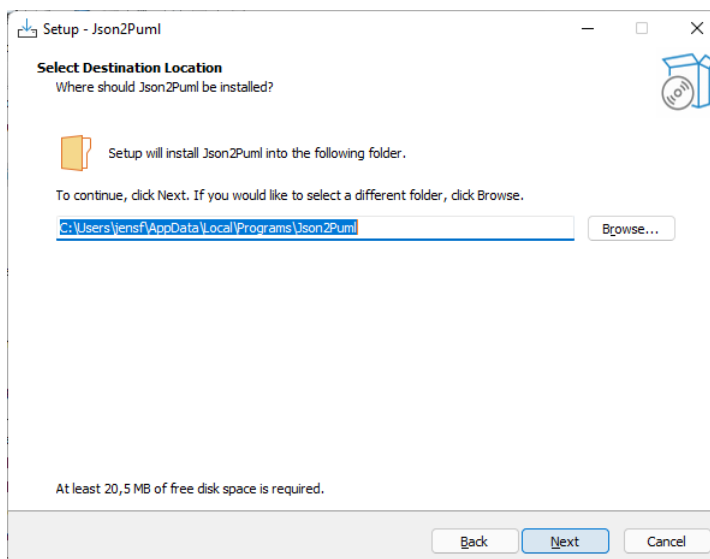 Setup - Json2Puml
Select Destination Location
Where should Json2Puml be installed?
Setup will install Json2Puml into the following folder.
To continue, click Next. If you would like to select a different folder, click Browse.
C:\Users\jensf\AppData\Local\Programs\Json2Puml
Browse...
At least 20,5 MB of free disk space is required.
Back Next Cancel